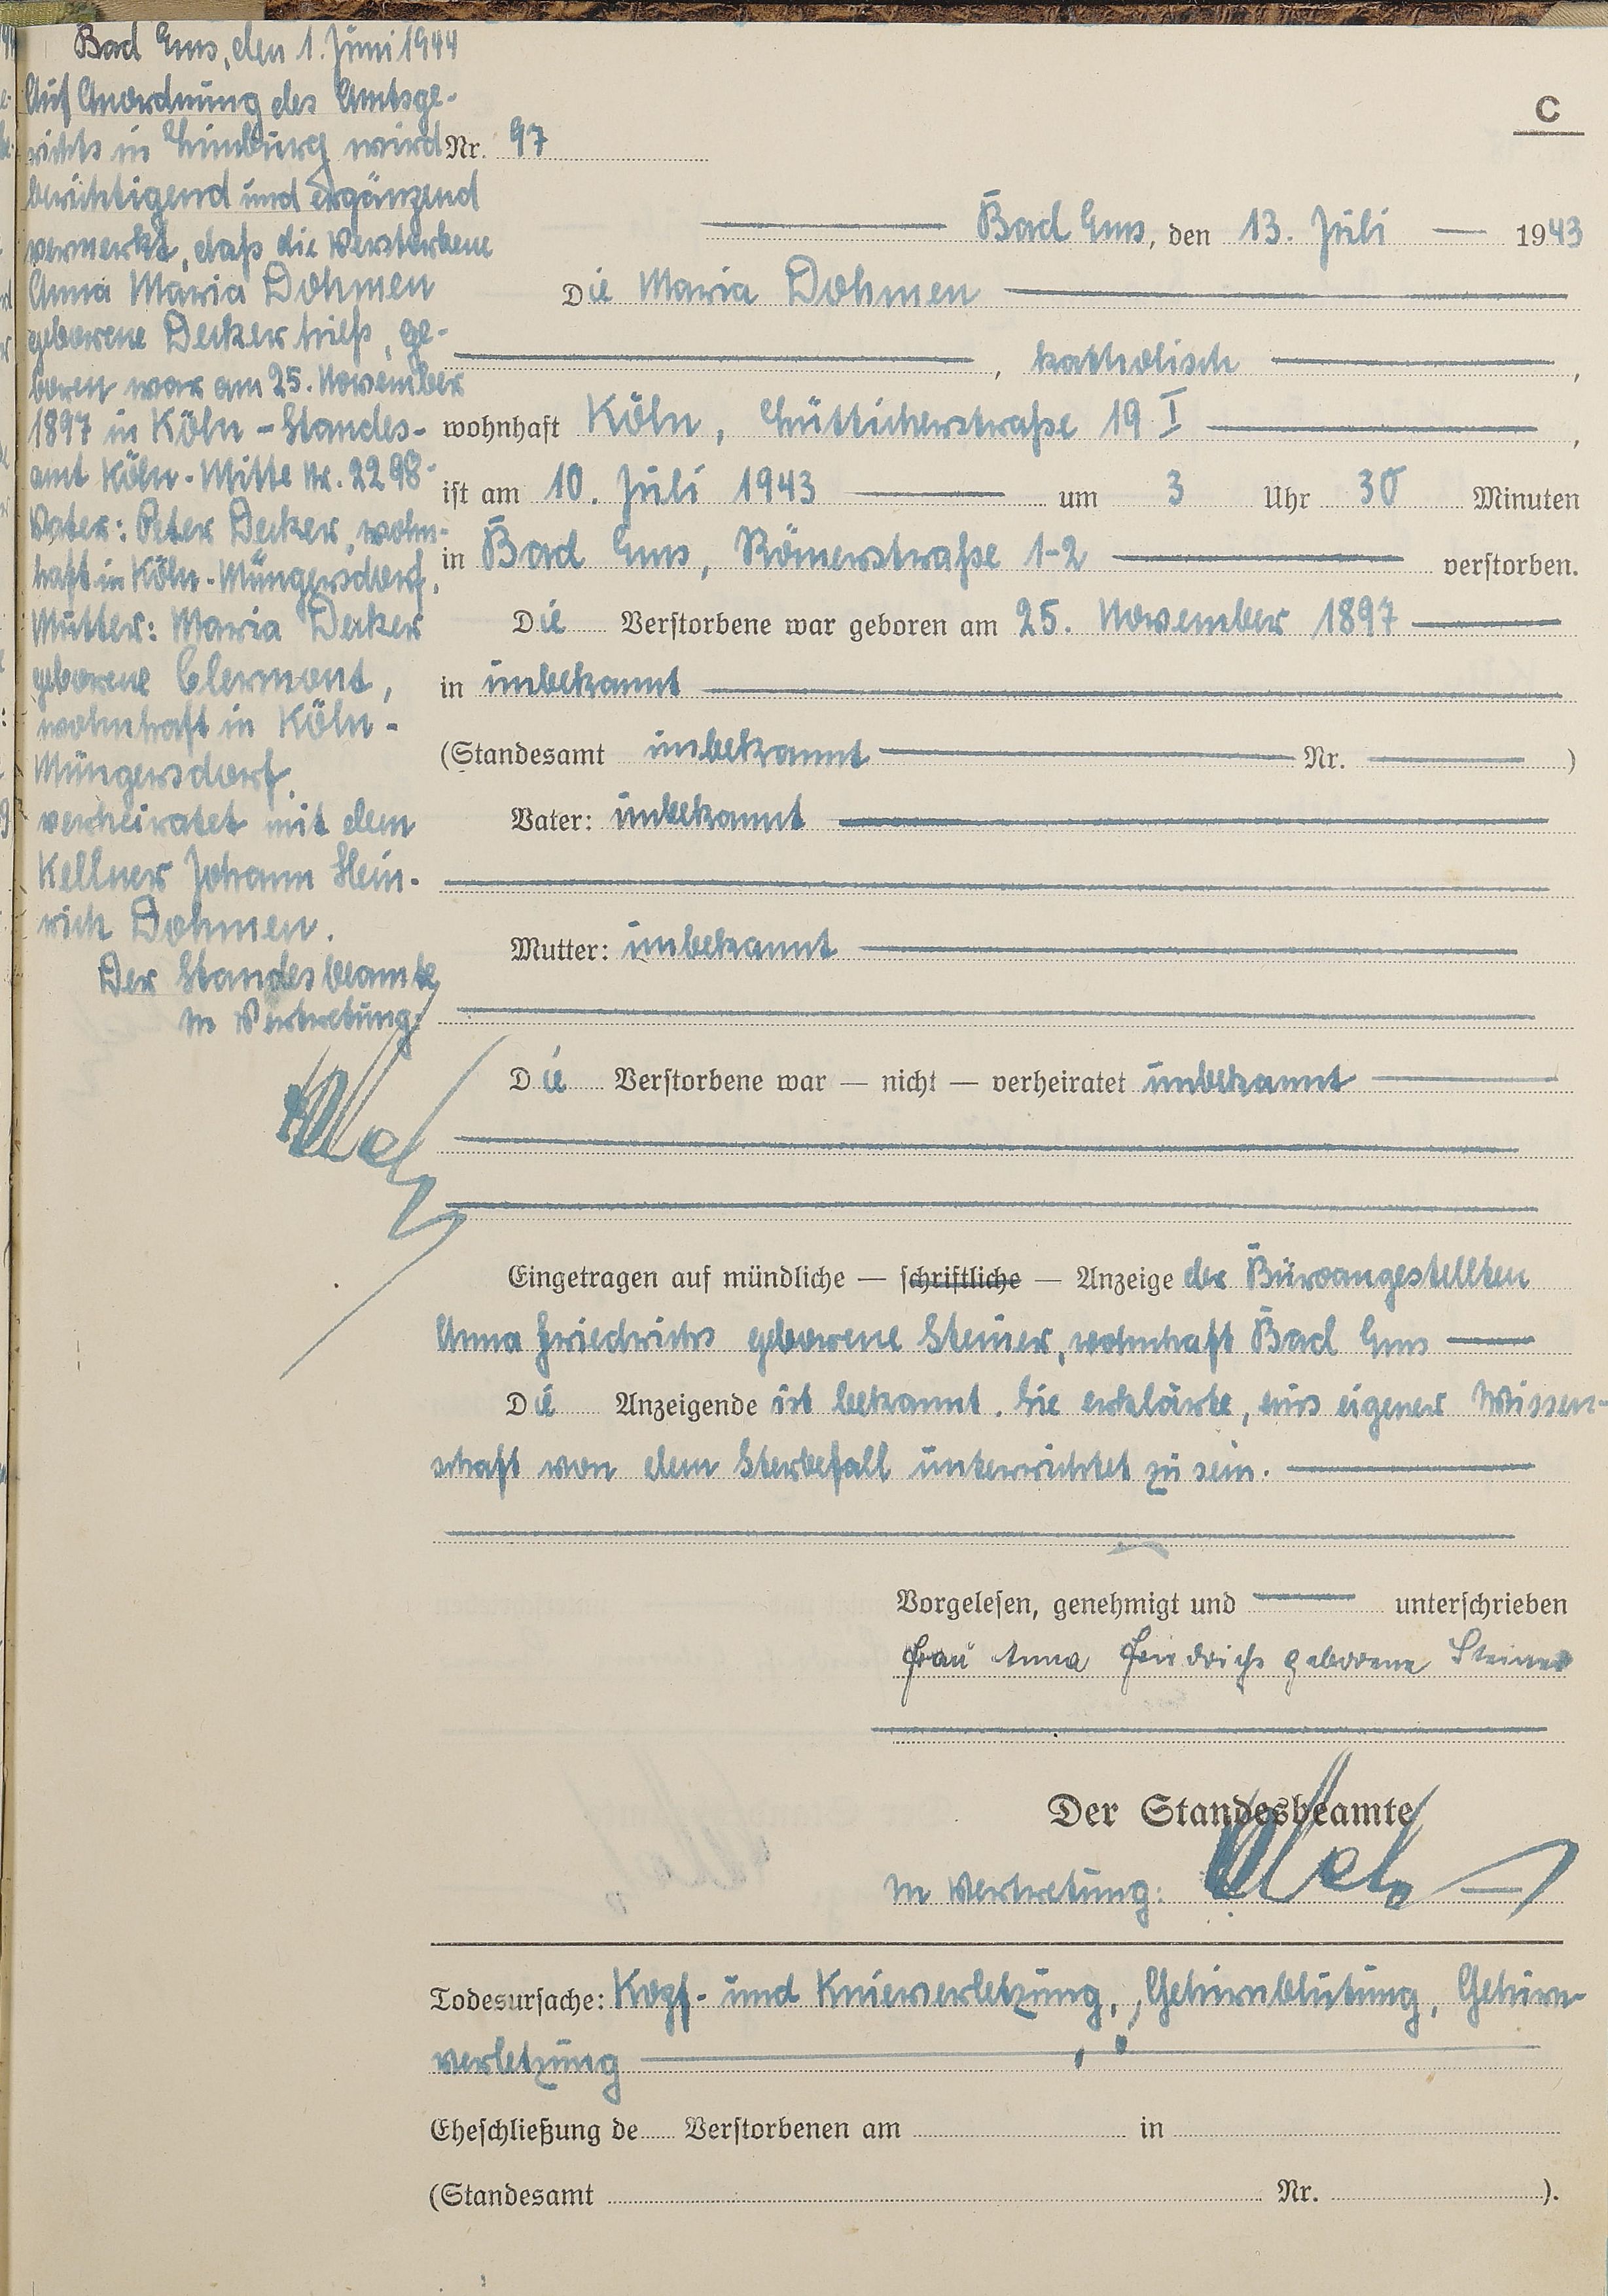 Bad Ems, den 1. Juni 1944
Auf Anordnung des Amtsge-
richts in Limburg wird
berichtigend und ergänzend
vermerkt, daß die Verstorbene
Anna Maria Dohmen
geborene Decker hieß, ge-
boren war am 25. November
1897 in Köln - Standes-
amt Köln-Mitte Nr. 2298.
Vater: Peter Decker, wohn-
haft in Köln-Müngersdorf.
Mutter: Maria Decker
geborene Clermont,
wohnhaft in Köln-
Müngersdorf.
verheiratet mit dem
Kellner Johann Hein-
rich Dohmen.
Der Standesbeamte
In Vertretung:
C
Nr. 97
Bad Ems, den 13. Juli 1943
Die Maria Dohmen
, katholisch ,
wohnhaft Köln, Lütticherstraße 19 I ,
ist am 10. Juli 1943 um 3 Uhr 30 Minuten
in Bad Ems, Römerstraße 1-2 verstorben.
Die Verstorbene war geboren am 25. November 1897
in unbekannt
(Standesamt unbekannt Nr. )
Vater: unbekannt
Mutter: unbekannt
Die Verstorbene war — nicht — verheiratet unbekannt
Eingetragen auf mündliche — schriftliche — Anzeige der Büroangestellten
Anna Friedrichs geborene Steiner, wohnhaft Bad Ems
Die Anzeigende ist bekannt. Sie erklärte, aus eigener Wissen-
schaft von dem Sterbefall unterrichtet zu sein.
Vorgelesen, genehmigt und unterschrieben
Frau Anna Friedrichs geborene Steiner
Der Standesbeamte
In Vertretung:
Todesursache: Kopf- und Knieverletzung, Gehirnblutung, Gehirn-
verletzung
Eheschließung de Verstorbenen am in
(Standesamt Nr. ).